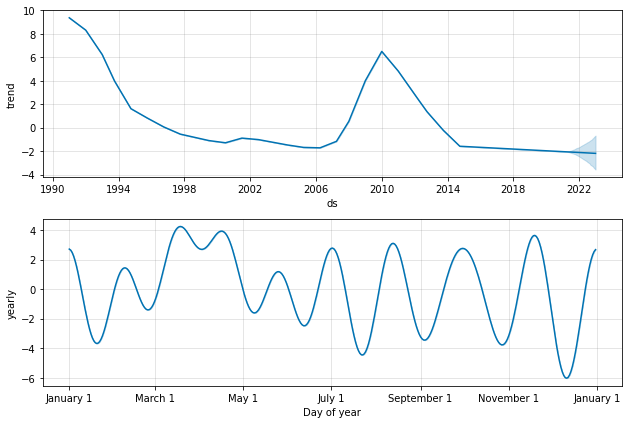 10
8
6
4
2
0
−2
−4
trend
1990 1994 1998 2002 2006 2010 2014 2018 2022
ds
4
2
0
−2
−4
−6
yearly
January 1 March 1 May 1 July 1 September 1 November 1 January 1
Day of year